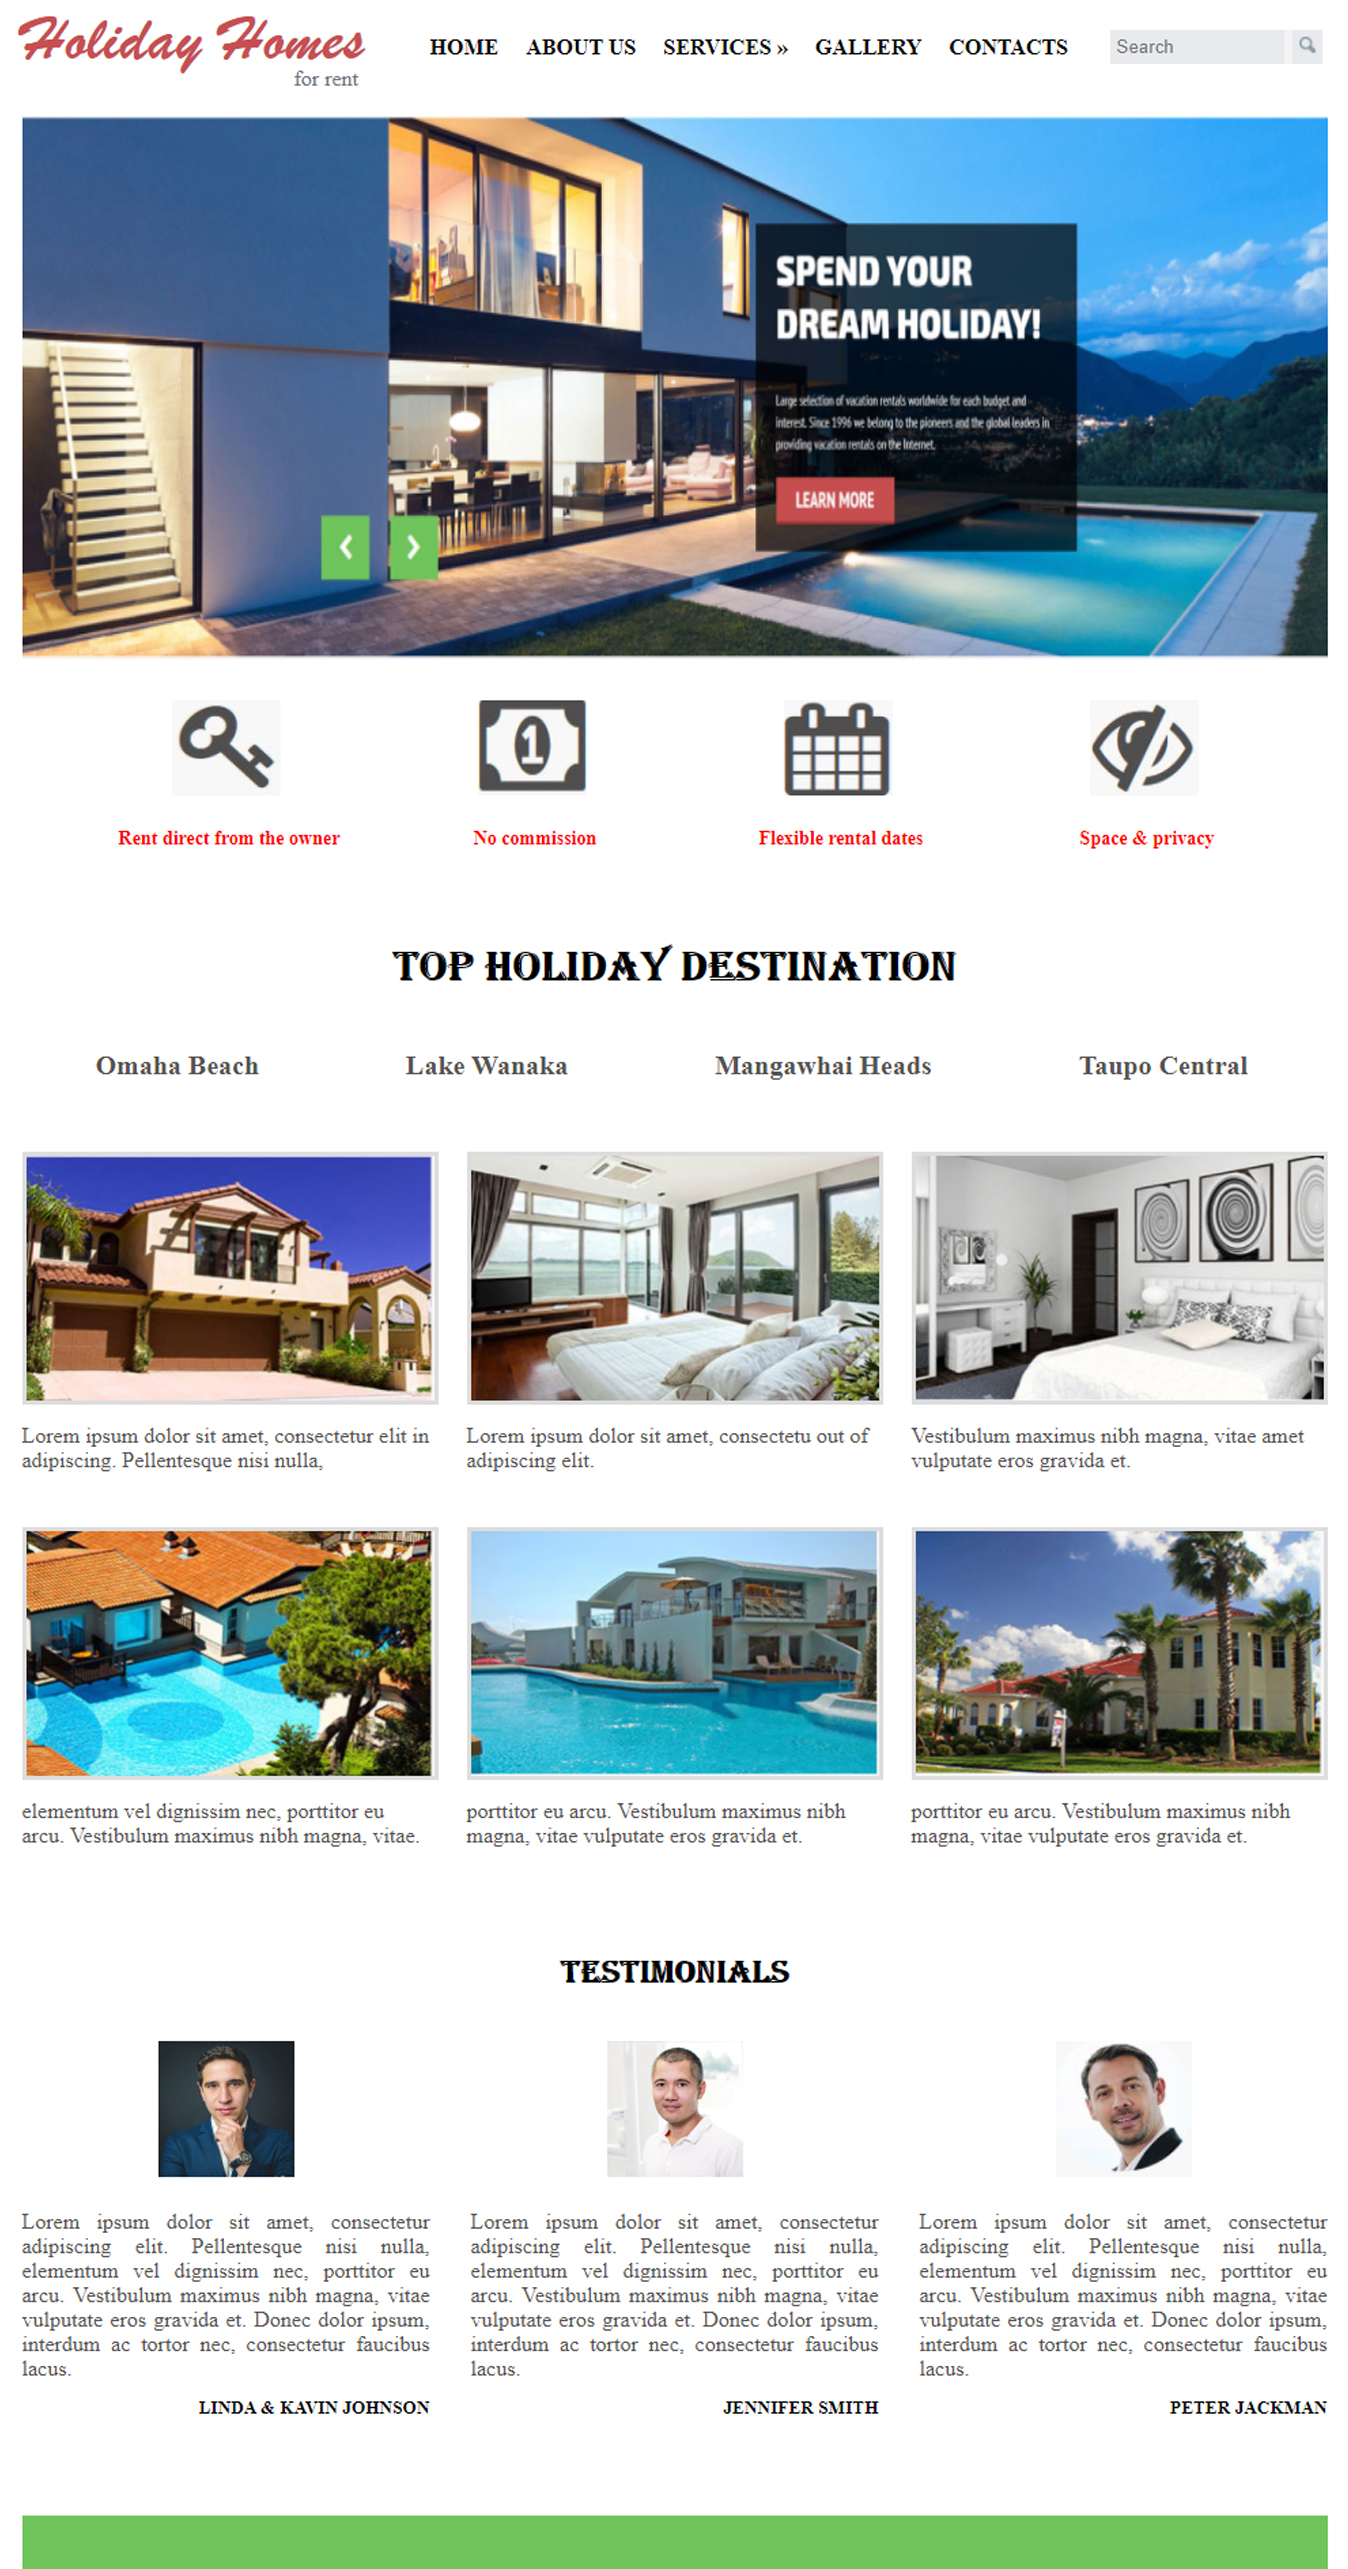 Holiday Homes
for rent
HOME ABOUT US SERVICES » GALLERY CONTACTS
Search
SPEND YOUR
DREAM HOLIDAY!
Large selection of vacation rentals worldwide for each budget and
interest. Since 1996 we belong to the pioneers and the global leaders in
providing vacation rentals on the Internet.
LEARN MORE
1
Rent direct from the owner
No commission
Flexible rental dates
Space & privacy
TOP HOLIDAY DESTINATION
Omaha Beach
Lake Wanaka
Mangawhai Heads
Taupo Central
Lorem ipsum dolor sit amet, consectetur elit in
adipiscing. Pellentesque nisi nulla,
Lorem ipsum dolor sit amet, consectetu out of
adipiscing elit.
Vestibulum maximus nibh magna, vitae amet
vulputate eros gravida et.
elementum vel dignissim nec, porttitor eu
arcu. Vestibulum maximus nibh magna, vitae.
porttitor eu arcu. Vestibulum maximus nibh
magna, vitae vulputate eros gravida et.
porttitor eu arcu. Vestibulum maximus nibh
magna, vitae vulputate eros gravida et.
TESTIMONIALS
Lorem ipsum dolor sit amet, consectetur
adipiscing elit. Pellentesque nisi nulla,
elementum vel dignissim nec, porttitor eu
arcu. Vestibulum maximus nibh magna, vitae
vulputate eros gravida et. Donec dolor ipsum,
interdum ac tortor nec, consectetur faucibus
lacus.
LINDA & KAVIN JOHNSON
Lorem ipsum dolor sit amet, consectetur
adipiscing elit. Pellentesque nisi nulla,
elementum vel dignissim nec, porttitor eu
arcu. Vestibulum maximus nibh magna, vitae
vulputate eros gravida et. Donec dolor ipsum,
interdum ac tortor nec, consectetur faucibus
lacus.
JENNIFER SMITH
Lorem ipsum dolor sit amet, consectetur
adipiscing elit. Pellentesque nisi nulla,
elementum vel dignissim nec, porttitor eu
arcu. Vestibulum maximus nibh magna, vitae
vulputate eros gravida et. Donec dolor ipsum,
interdum ac tortor nec, consectetur faucibus
lacus.
PETER JACKMAN